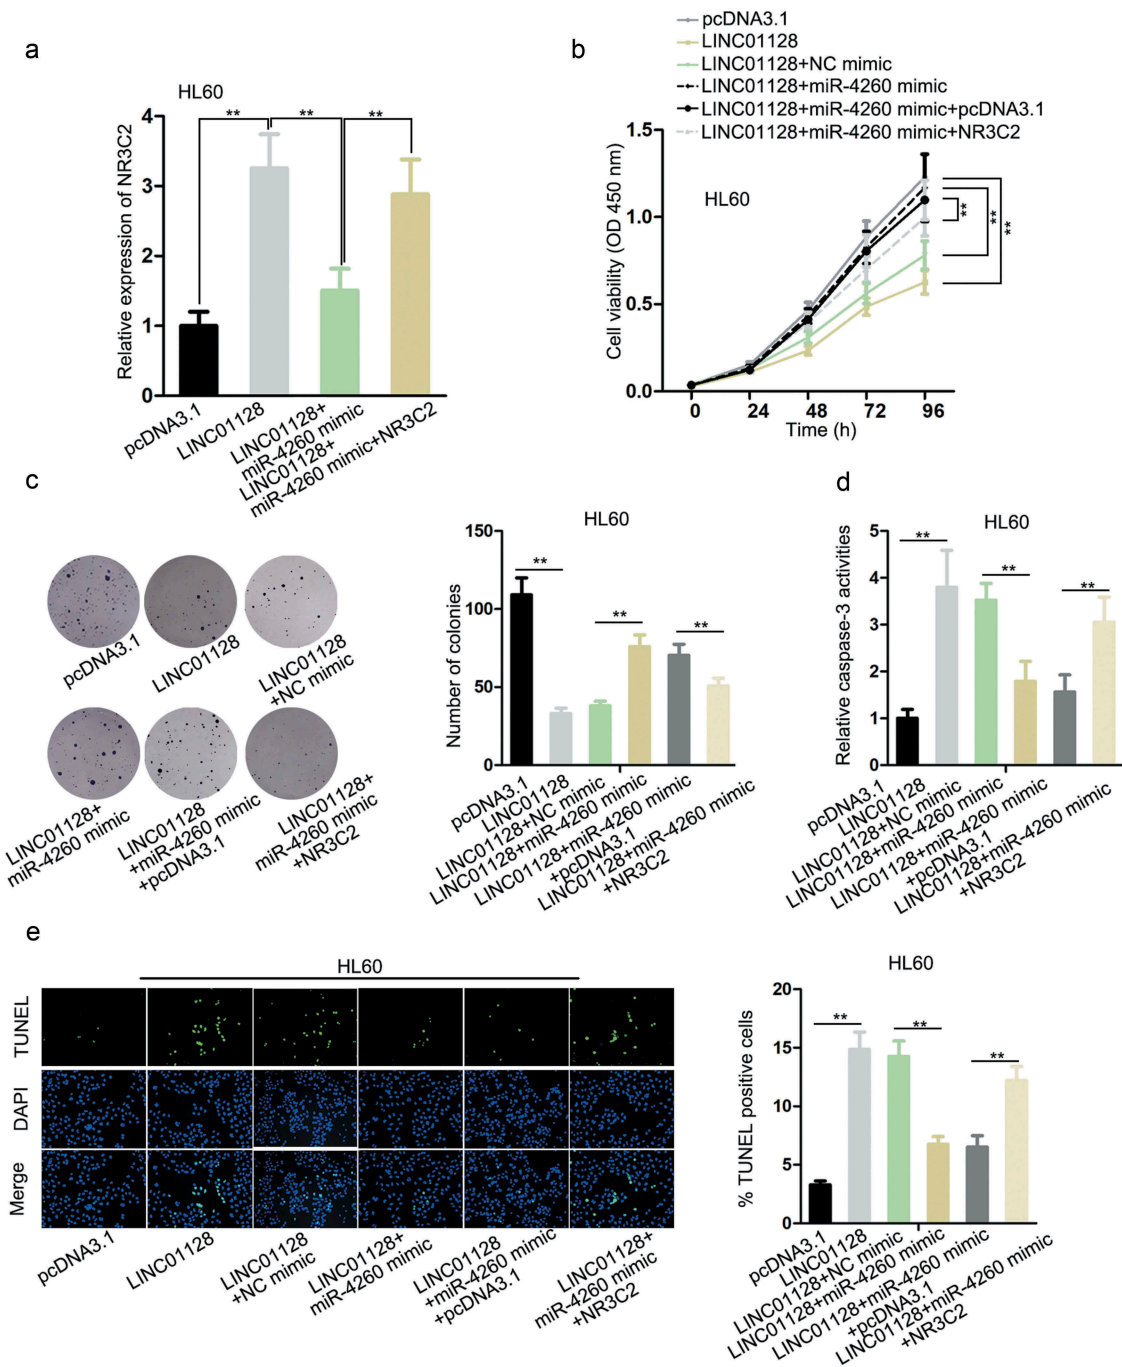 a
HL60
Relative expression of NR3C2
4
3
2
1
0
**
**
**
pcDNA3.1
LINC01128
LINC01128+
miR-4260 mimic
LINC01128+
miR-4260 mimic+NR3C2
b
pcDNA3.1
LINC01128
LINC01128+NC mimic
LINC01128+miR-4260 mimic
LINC01128+miR-4260 mimic+pcDNA3.1
LINC01128+miR-4260 mimic+NR3C2
HL60
Cell viability (OD 450 nm)
1.5
1.0
0.5
0.0
0
24
48
72
96
Time (h)
**
**
**
c
pcDNA3.1
LINC01128
LINC01128
+NC mimic
LINC01128+
miR-4260 mimic
LINC01128
+miR-4260 mimic
+pcDNA3.1
LINC01128+
miR-4260 mimic
+NR3C2
HL60
Number of colonies
150
100
50
0
**
**
**
pcDNA3.1
LINC01128
LINC01128+NC mimic
LINC01128+miR-4260 mimic
LINC01128+miR-4260 mimic
+pcDNA3.1
LINC01128+miR-4260 mimic
+NR3C2
d
HL60
Relative caspase-3 activities
5
4
3
2
1
0
**
**
**
pcDNA3.1
LINC01128
LINC01128+NC mimic
LINC01128+miR-4260 mimic
LINC01128+miR-4260 mimic
+pcDNA3.1
LINC01128+miR-4260 mimic
+NR3C2
e
HL60
TUNEL
DAPI
Merge
pcDNA3.1
LINC01128
LINC01128
+NC mimic
LINC01128+
miR-4260 mimic
LINC01128
+miR-4260 mimic
+pcDNA3.1
LINC01128+
miR-4260 mimic
+NR3C2
HL60
% TUNEL positive cells
20
15
10
5
0
**
**
**
pcDNA3.1
LINC01128
LINC01128+NC mimic
LINC01128+miR-4260 mimic
LINC01128+miR-4260 mimic
+pcDNA3.1
LINC01128+miR-4260 mimic
+NR3C2